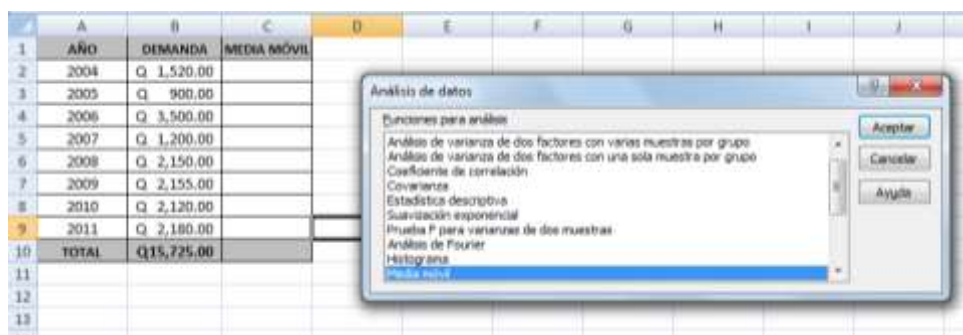 A B C D E F G H I J
1 AÑO DEMANDA MEDIA MÓVIL
2 2004 Q 1,520.00
3 2005 Q 900.00
4 2006 Q 3,500.00
5 2007 Q 1,200.00
6 2008 Q 2,150.00
7 2009 Q 2,155.00
8 2010 Q 2,120.00
9 2011 Q 2,180.00
10 TOTAL Q15,725.00
11
12
13
Análisis de datos
Funciones para análisis
Análisis de varianza de dos factores con varias muestras por grupo
Análisis de varianza de dos factores con una sola muestra por grupo
Coeficiente de correlación
Covarianza
Estadística descriptiva
Suavización exponencial
Prueba F para varianzas de dos muestras
Análisis de Fourier
Histograma
Media móvil
Aceptar
Cancelar
Ayuda